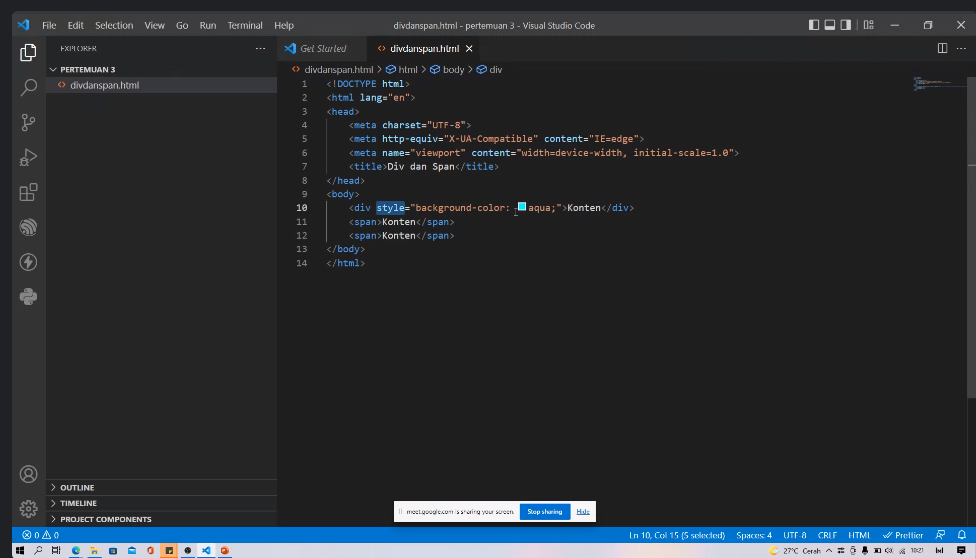 File Edit Selection View Go Run Terminal Help
divdanspan.html - pertemuan 3 - Visual Studio Code
EXPLORER
Get Started
divdanspan.html
PERTEMUAN 3
divdanspan.html
divdanspan.html > html > body > div
1 <!DOCTYPE html>
2 <html lang="en">
3 <head>
4 <meta charset="UTF-8">
5 <meta http-equiv="X-UA-Compatible" content="IE=edge">
6 <meta name="viewport" content="width=device-width, initial-scale=1.0">
7 <title>Div dan Span</title>
8 </head>
9 <body>
10 <div style="background-color: aqua;">Konten</div>
11 <span>Konten</span>
12 <span>Konten</span>
13 </body>
14 </html>
OUTLINE
TIMELINE
PROJECT COMPONENTS
meet.google.com is sharing your screen. Stop sharing Hide
0 0 Ln 10, Col 15 (5 selected) Spaces: 4 UTF-8 CRLF HTML Prettier
27°C Cerah 10:21